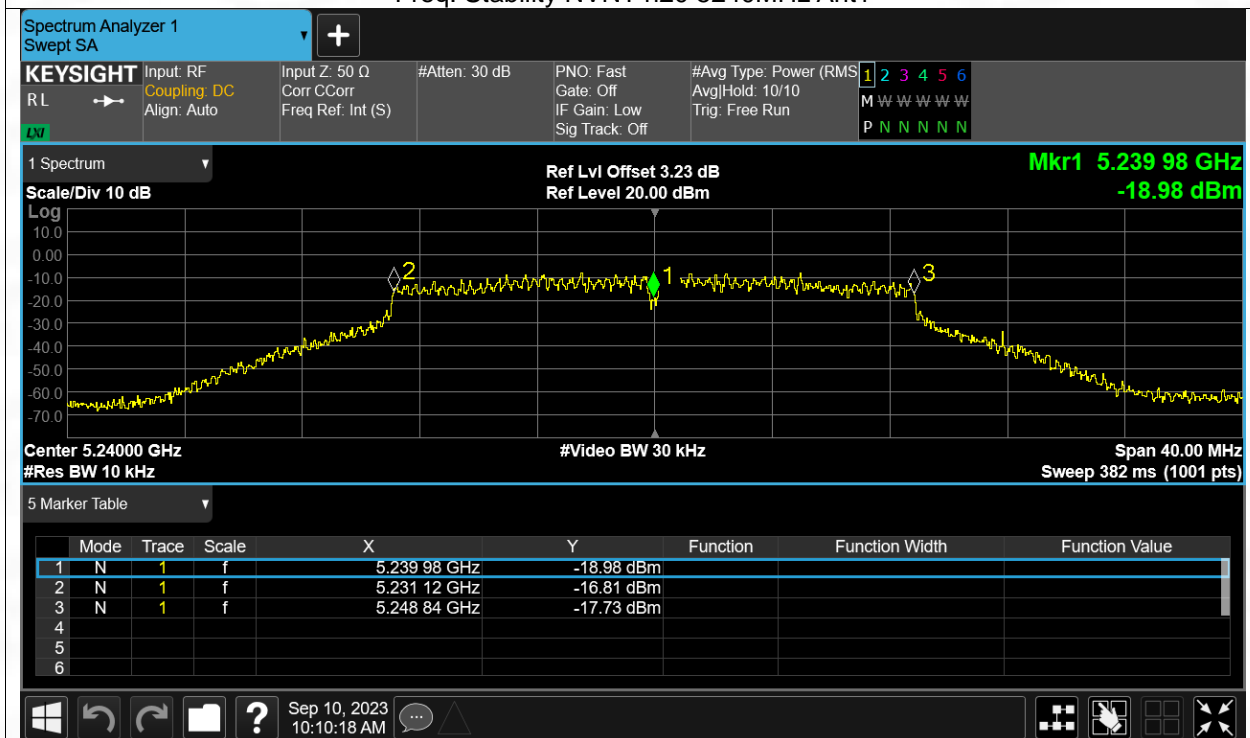 Spectrum Analyzer 1
Swept SA
KEYSIGHT Input: RF Input Z: 50 Ω #Atten: 30 dB PNO: Fast #Avg Type: Power (RMS 1 2 3 4 5 6
RL Coupling: DC Corr CCorr Gate: Off Avg|Hold: 10/10 M W W W W W
Align: Auto Freq Ref: Int (S) IF Gain: Low Trig: Free Run
LXI Sig Track: Off P N N N N N
1 Spectrum Ref Lvl Offset 3.23 dB Mkr1 5.239 98 GHz
Scale/Div 10 dB Ref Level 20.00 dBm -18.98 dBm
Log
10.0
0.00
-10.0 2 1 3
-20.0
-30.0
-40.0
-50.0
-60.0
-70.0
Center 5.24000 GHz #Video BW 30 kHz Span 40.00 MHz
#Res BW 10 kHz Sweep 382 ms (1001 pts)
5 Marker Table
Mode Trace Scale X Y Function Function Width Function Value
1 N 1 f 5.239 98 GHz -18.98 dBm
2 N 1 f 5.231 12 GHz -16.81 dBm
3 N 1 f 5.248 84 GHz -17.73 dBm
4
5
6
? Sep 10, 2023
10:10:18 AM